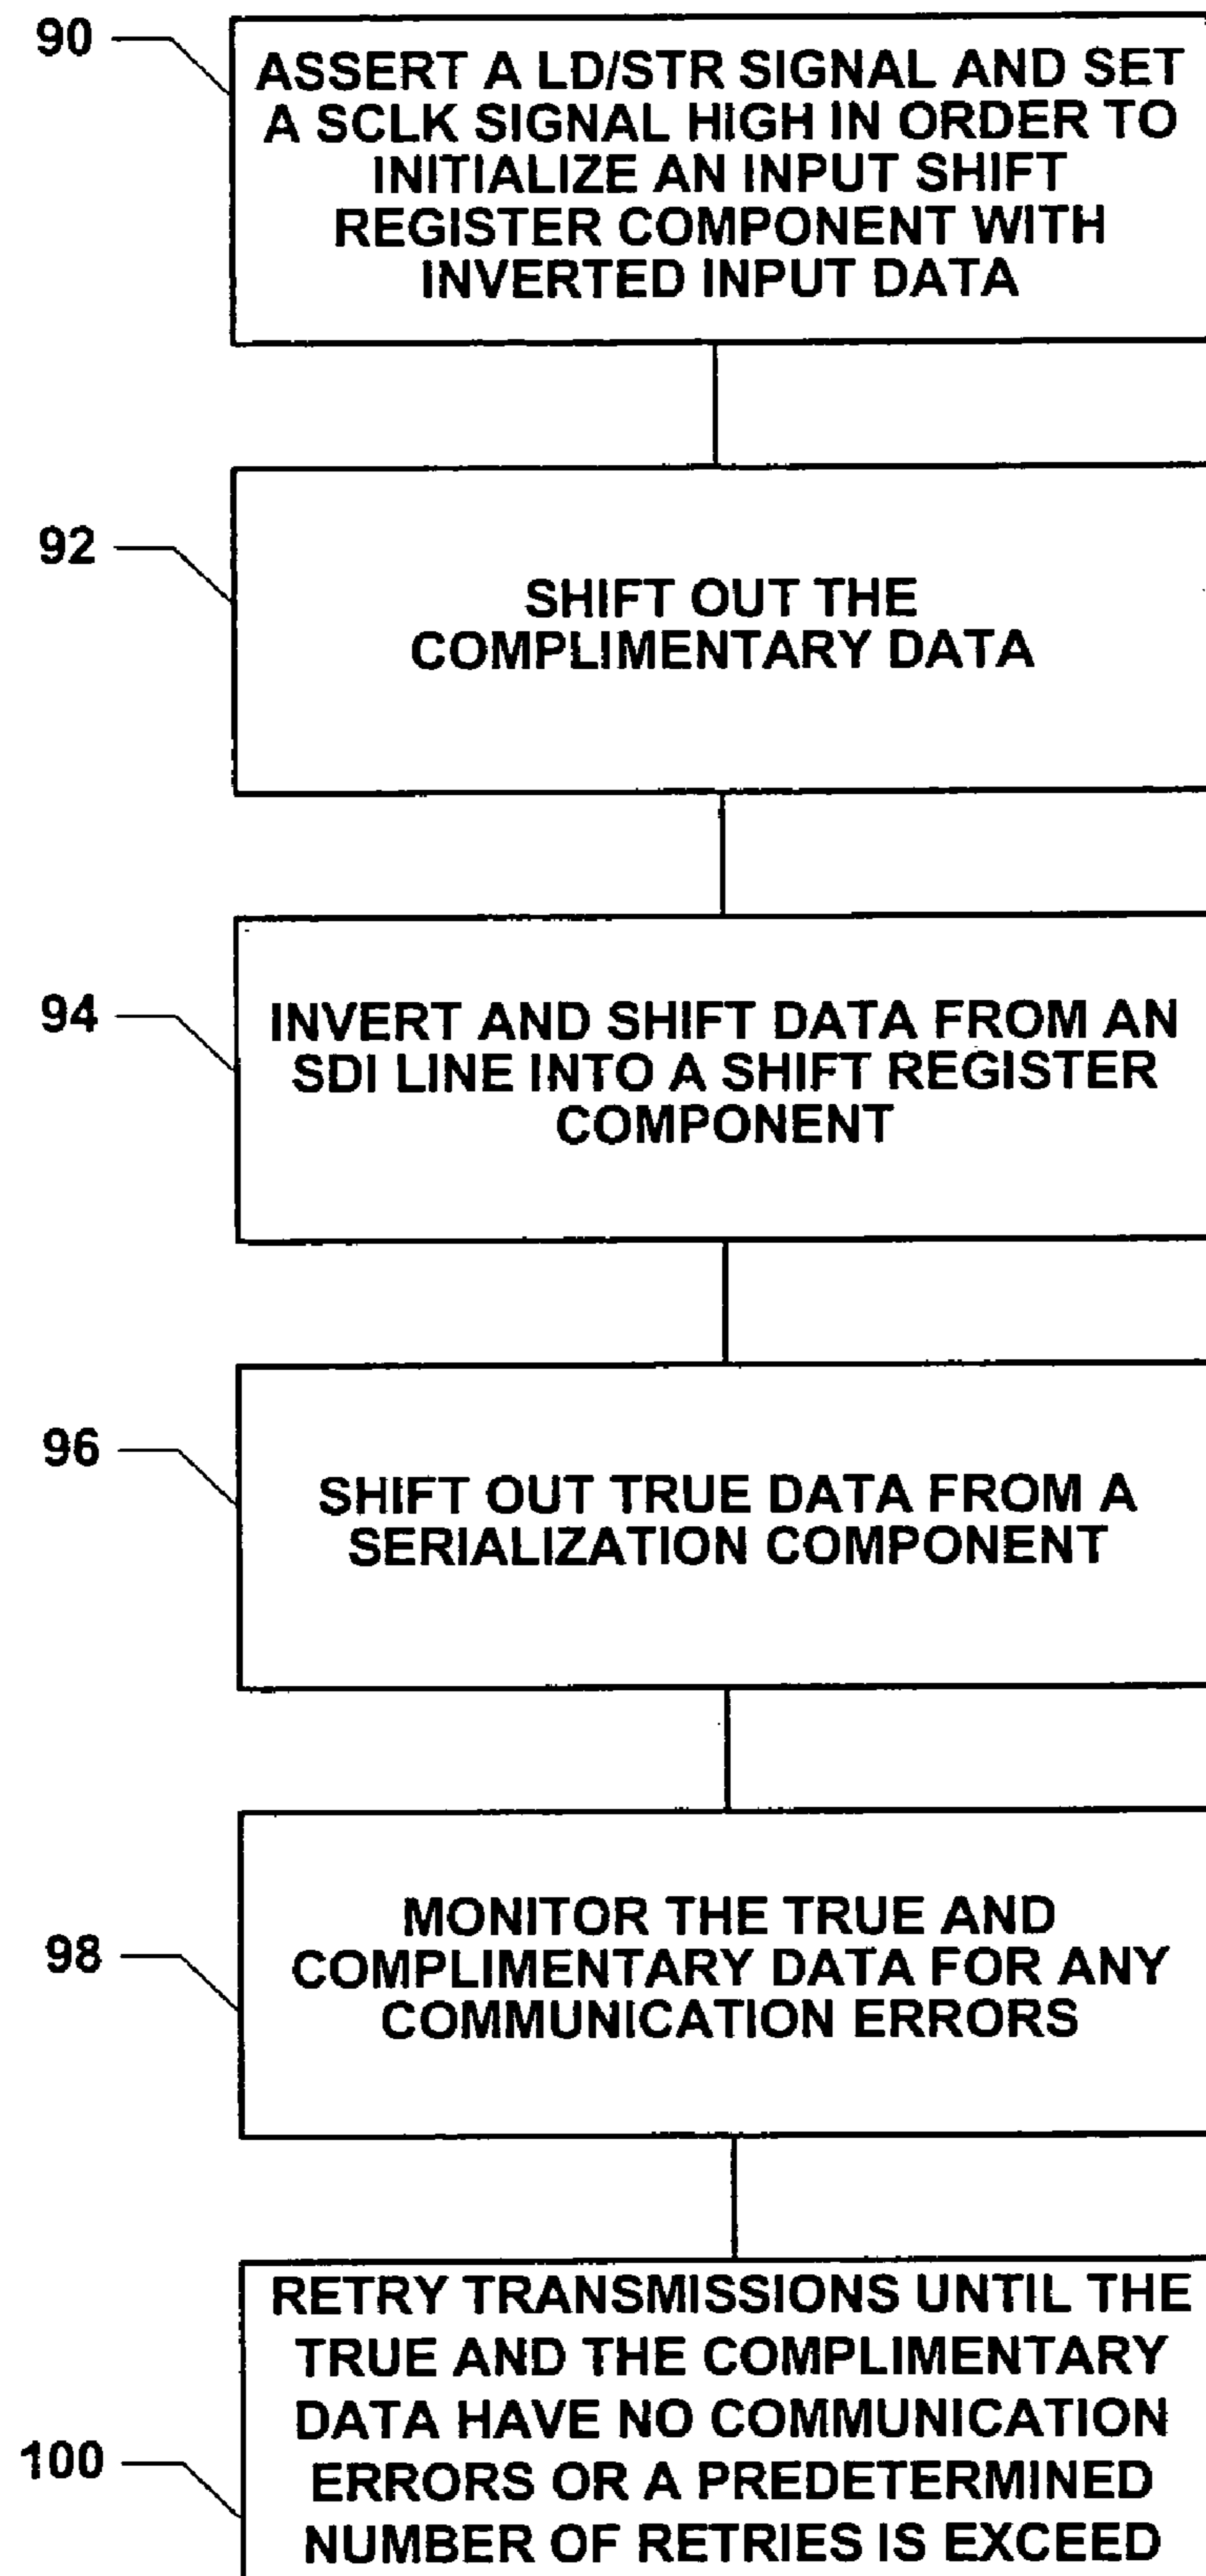 90
ASSERT A LD/STR SIGNAL AND SET
A SCLK SIGNAL HIGH IN ORDER TO
INITIALIZE AN INPUT SHIFT
REGISTER COMPONENT WITH
INVERTED INPUT DATA
92
SHIFT OUT THE
COMPLIMENTARY DATA
94
INVERT AND SHIFT DATA FROM AN
SDI LINE INTO A SHIFT REGISTER
COMPONENT
96
SHIFT OUT TRUE DATA FROM A
SERIALIZATION COMPONENT
98
MONITOR THE TRUE AND
COMPLIMENTARY DATA FOR ANY
COMMUNICATION ERRORS
100
RETRY TRANSMISSIONS UNTIL THE
TRUE AND THE COMPLIMENTARY
DATA HAVE NO COMMUNICATION
ERRORS OR A PREDETERMINED
NUMBER OF RETRIES IS EXCEED